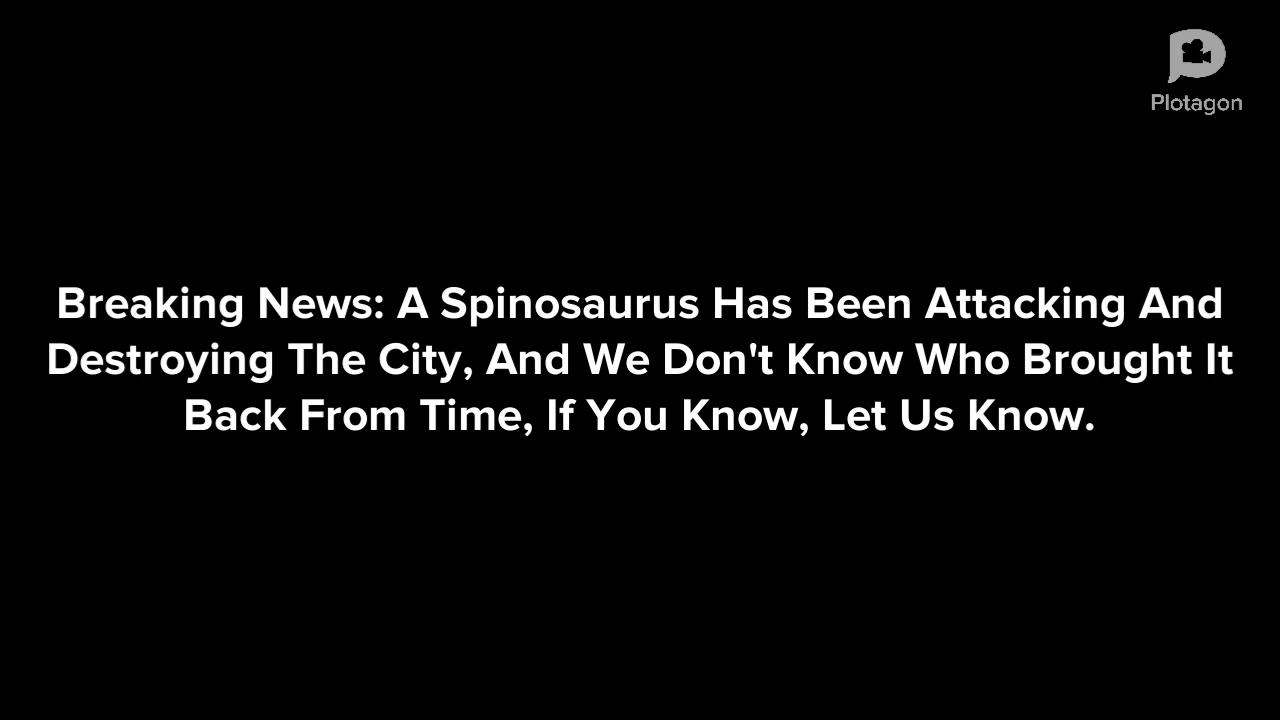 Plotagon
Breaking News: A Spinosaurus Has Been Attacking And
Destroying The City, And We Don't Know Who Brought It
Back From Time, If You Know, Let Us Know.